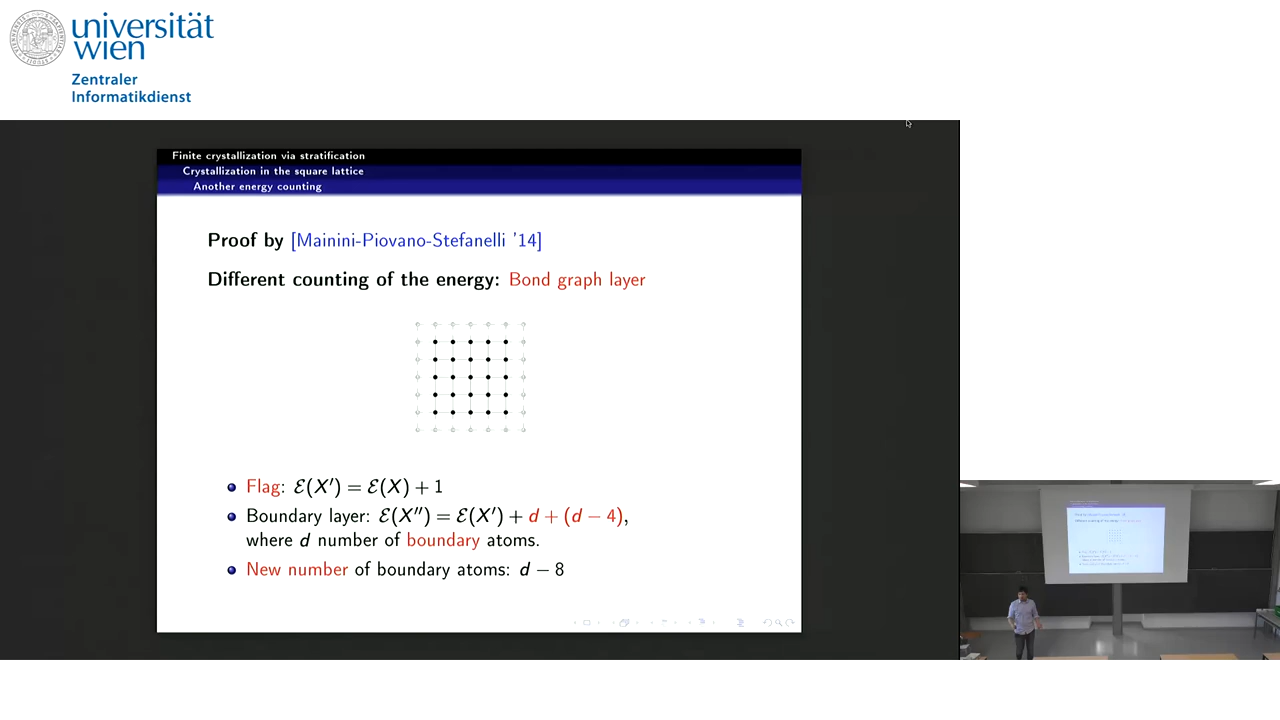 universität
wien
Zentraler
Informatikdienst
Finite crystallization via stratification
Crystallization in the square lattice
Another energy counting
Proof by [Mainini-Piovano-Stefanelli '14]
Different counting of the energy: Bond graph layer
Flag: ℰ(X′) = ℰ(X) + 1
Boundary layer: ℰ(X″) = ℰ(X′) + d + (d − 4),
where d number of boundary atoms.
New number of boundary atoms: d − 8